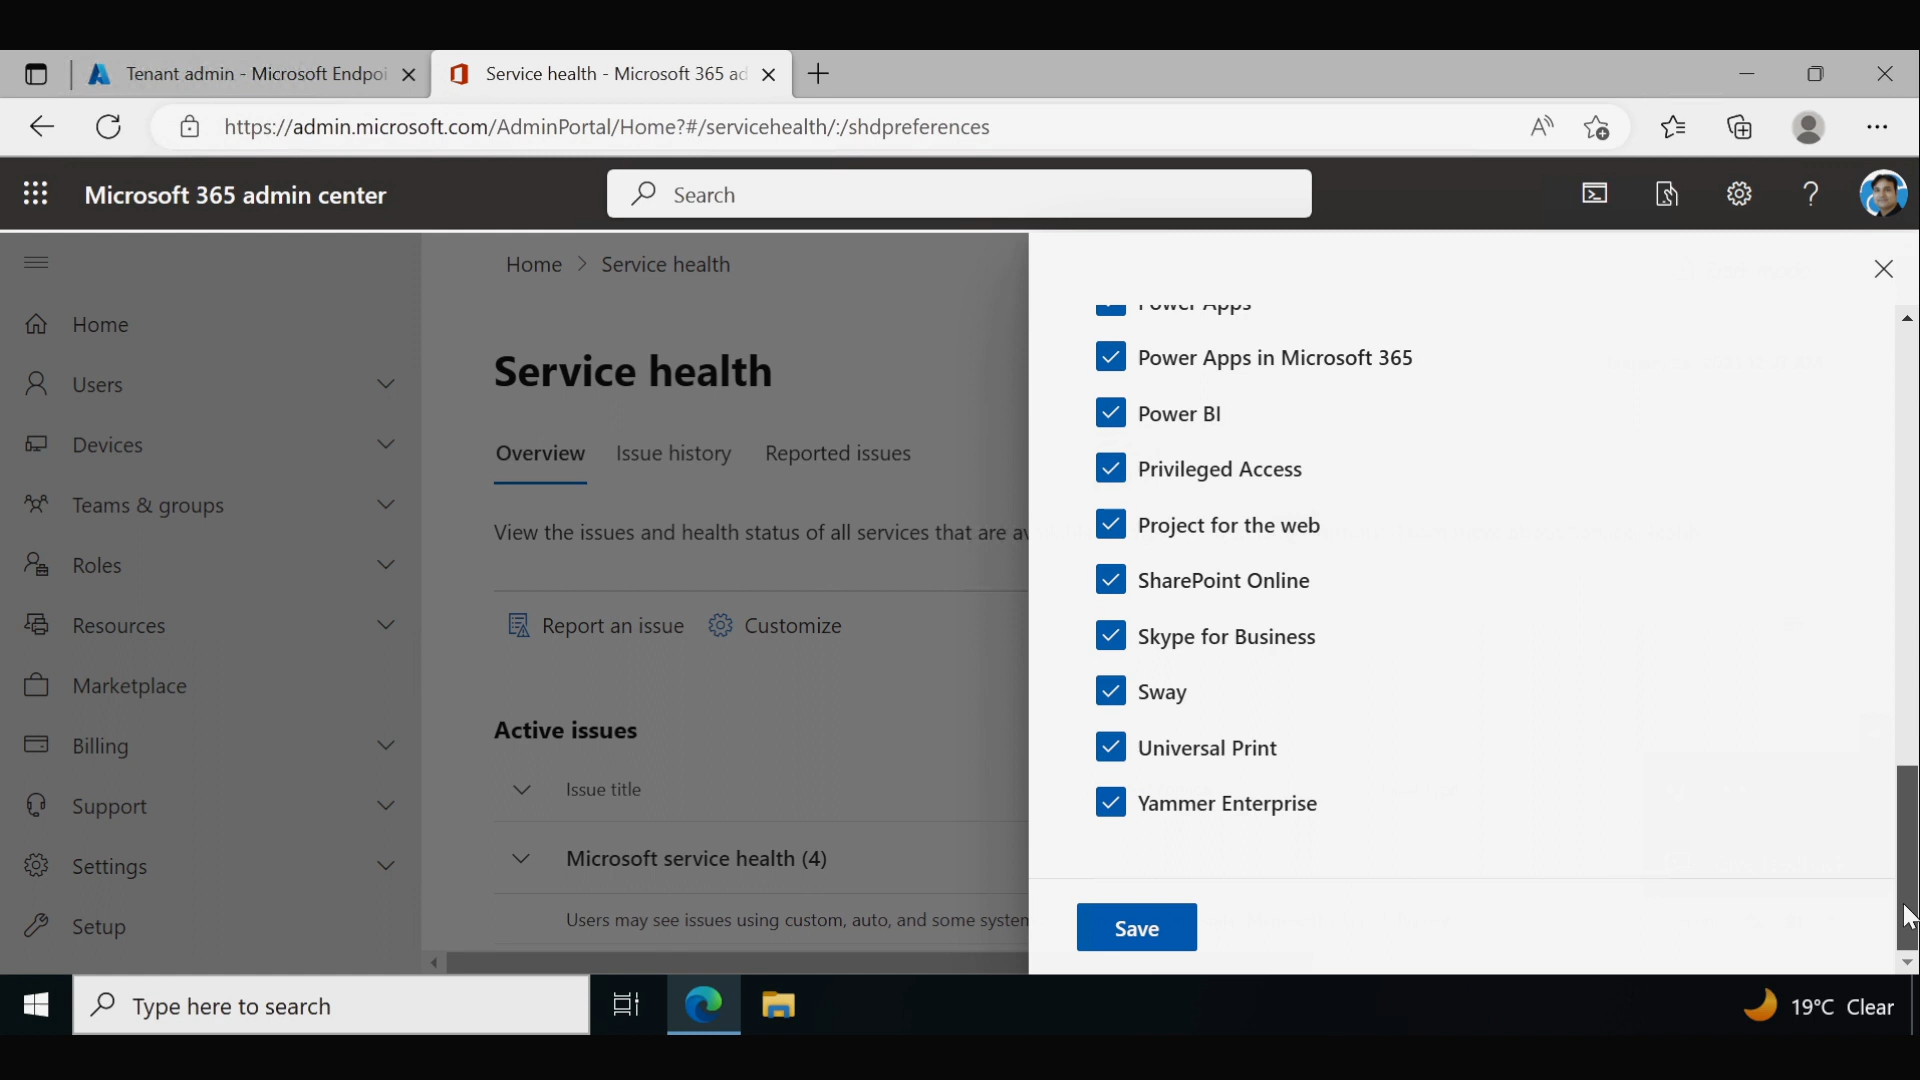 Tenant admin - Microsoft Endpoi
Service health - Microsoft 365 ad
https://admin.microsoft.com/AdminPortal/Home?#/servicehealth/:/shdpreferences
Microsoft 365 admin center
Search
Home
Users
Devices
Teams & groups
Roles
Resources
Marketplace
Billing
Support
Settings
Setup
Home > Service health
Service health
Overview
Issue history
Reported issues
View the issues and health status of all services that are av
Report an issue
Customize
Active issues
Issue title
Microsoft service health (4)
Users may see issues using custom, auto, and some system
Power Apps
Power Apps in Microsoft 365
Power BI
Privileged Access
Project for the web
SharePoint Online
Skype for Business
Sway
Universal Print
Yammer Enterprise
Save
Type here to search
19°C Clear